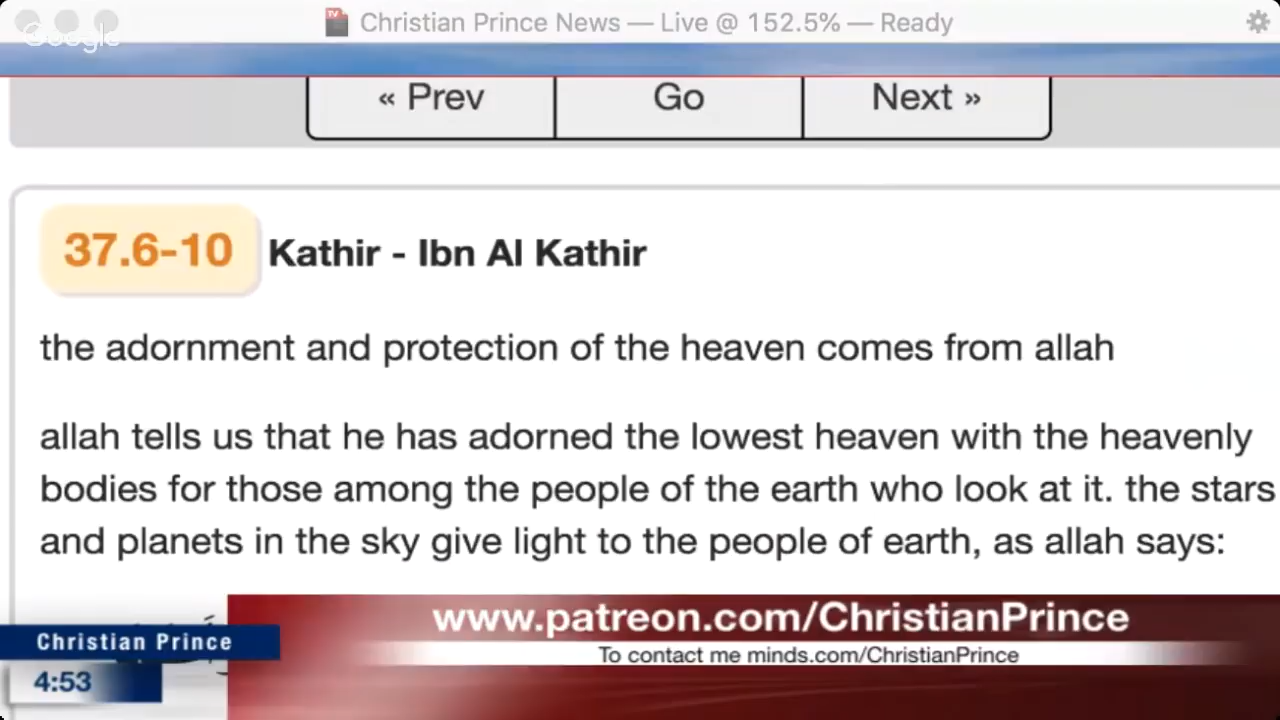 Christian Prince News — Live @ 152.5% — Ready
Google
« Prev Go Next »
37.6-10 Kathir - Ibn Al Kathir
the adornment and protection of the heaven comes from allah
allah tells us that he has adorned the lowest heaven with the heavenly
bodies for those among the people of the earth who look at it. the stars
and planets in the sky give light to the people of earth, as allah says:
www.patreon.com/ChristianPrince
Christian Prince
To contact me minds.com/ChristianPrince
4:53